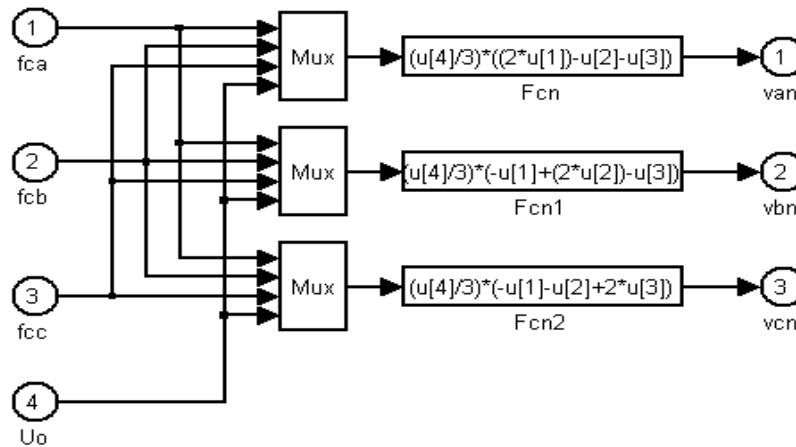 1
fca
Mux
(u[4]/3)*((2*u[1])-u[2]-u[3])
Fcn
1
van
2
fcb
Mux
(u[4]/3)*(-u[1]+(2*u[2])-u[3])
Fcn1
2
vbn
3
fcc
Mux
(u[4]/3)*(-u[1]-u[2]+2*u[3])
Fcn2
3
vcn
4
Uo